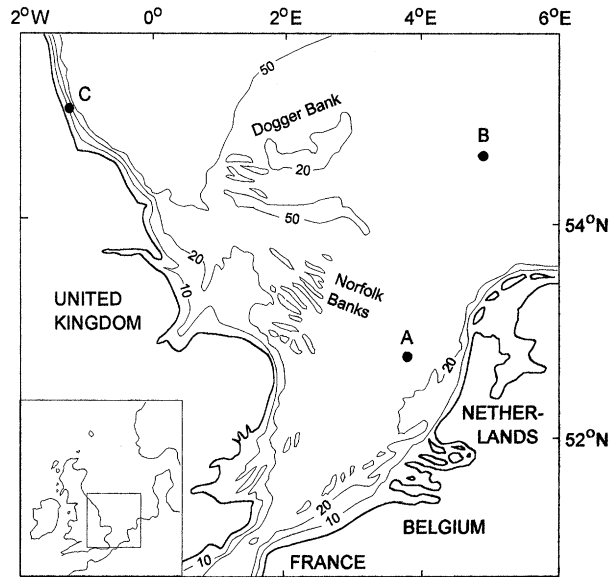 2°W 0° 2°E 4°E 6°E
50
C
Dogger Bank
B
20
50
54°N
20
10
Norfolk
Banks
UNITED
KINGDOM
A
20
NETHER-
LANDS
52°N
20
10
BELGIUM
10
FRANCE